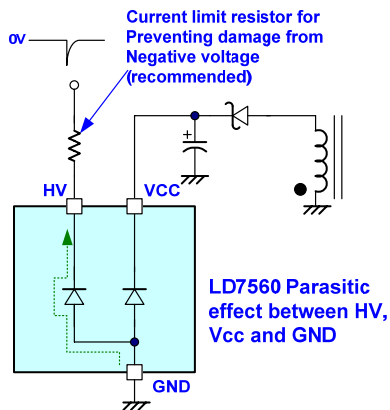 Current limit resistor for
Preventing damage from
Negative voltage
(recommended)
0V
+
HV
VCC
LD7560 Parasitic
effect between HV,
Vcc and GND
GND